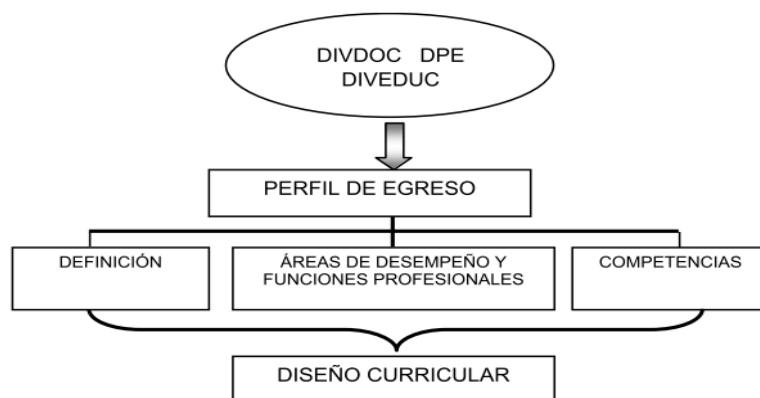 DIVDOC DPE
DIVEDUC
PERFIL DE EGRESO
DEFINICIÓN
ÁREAS DE DESEMPEÑO Y
FUNCIONES PROFESIONALES
COMPETENCIAS
DISEÑO CURRICULAR